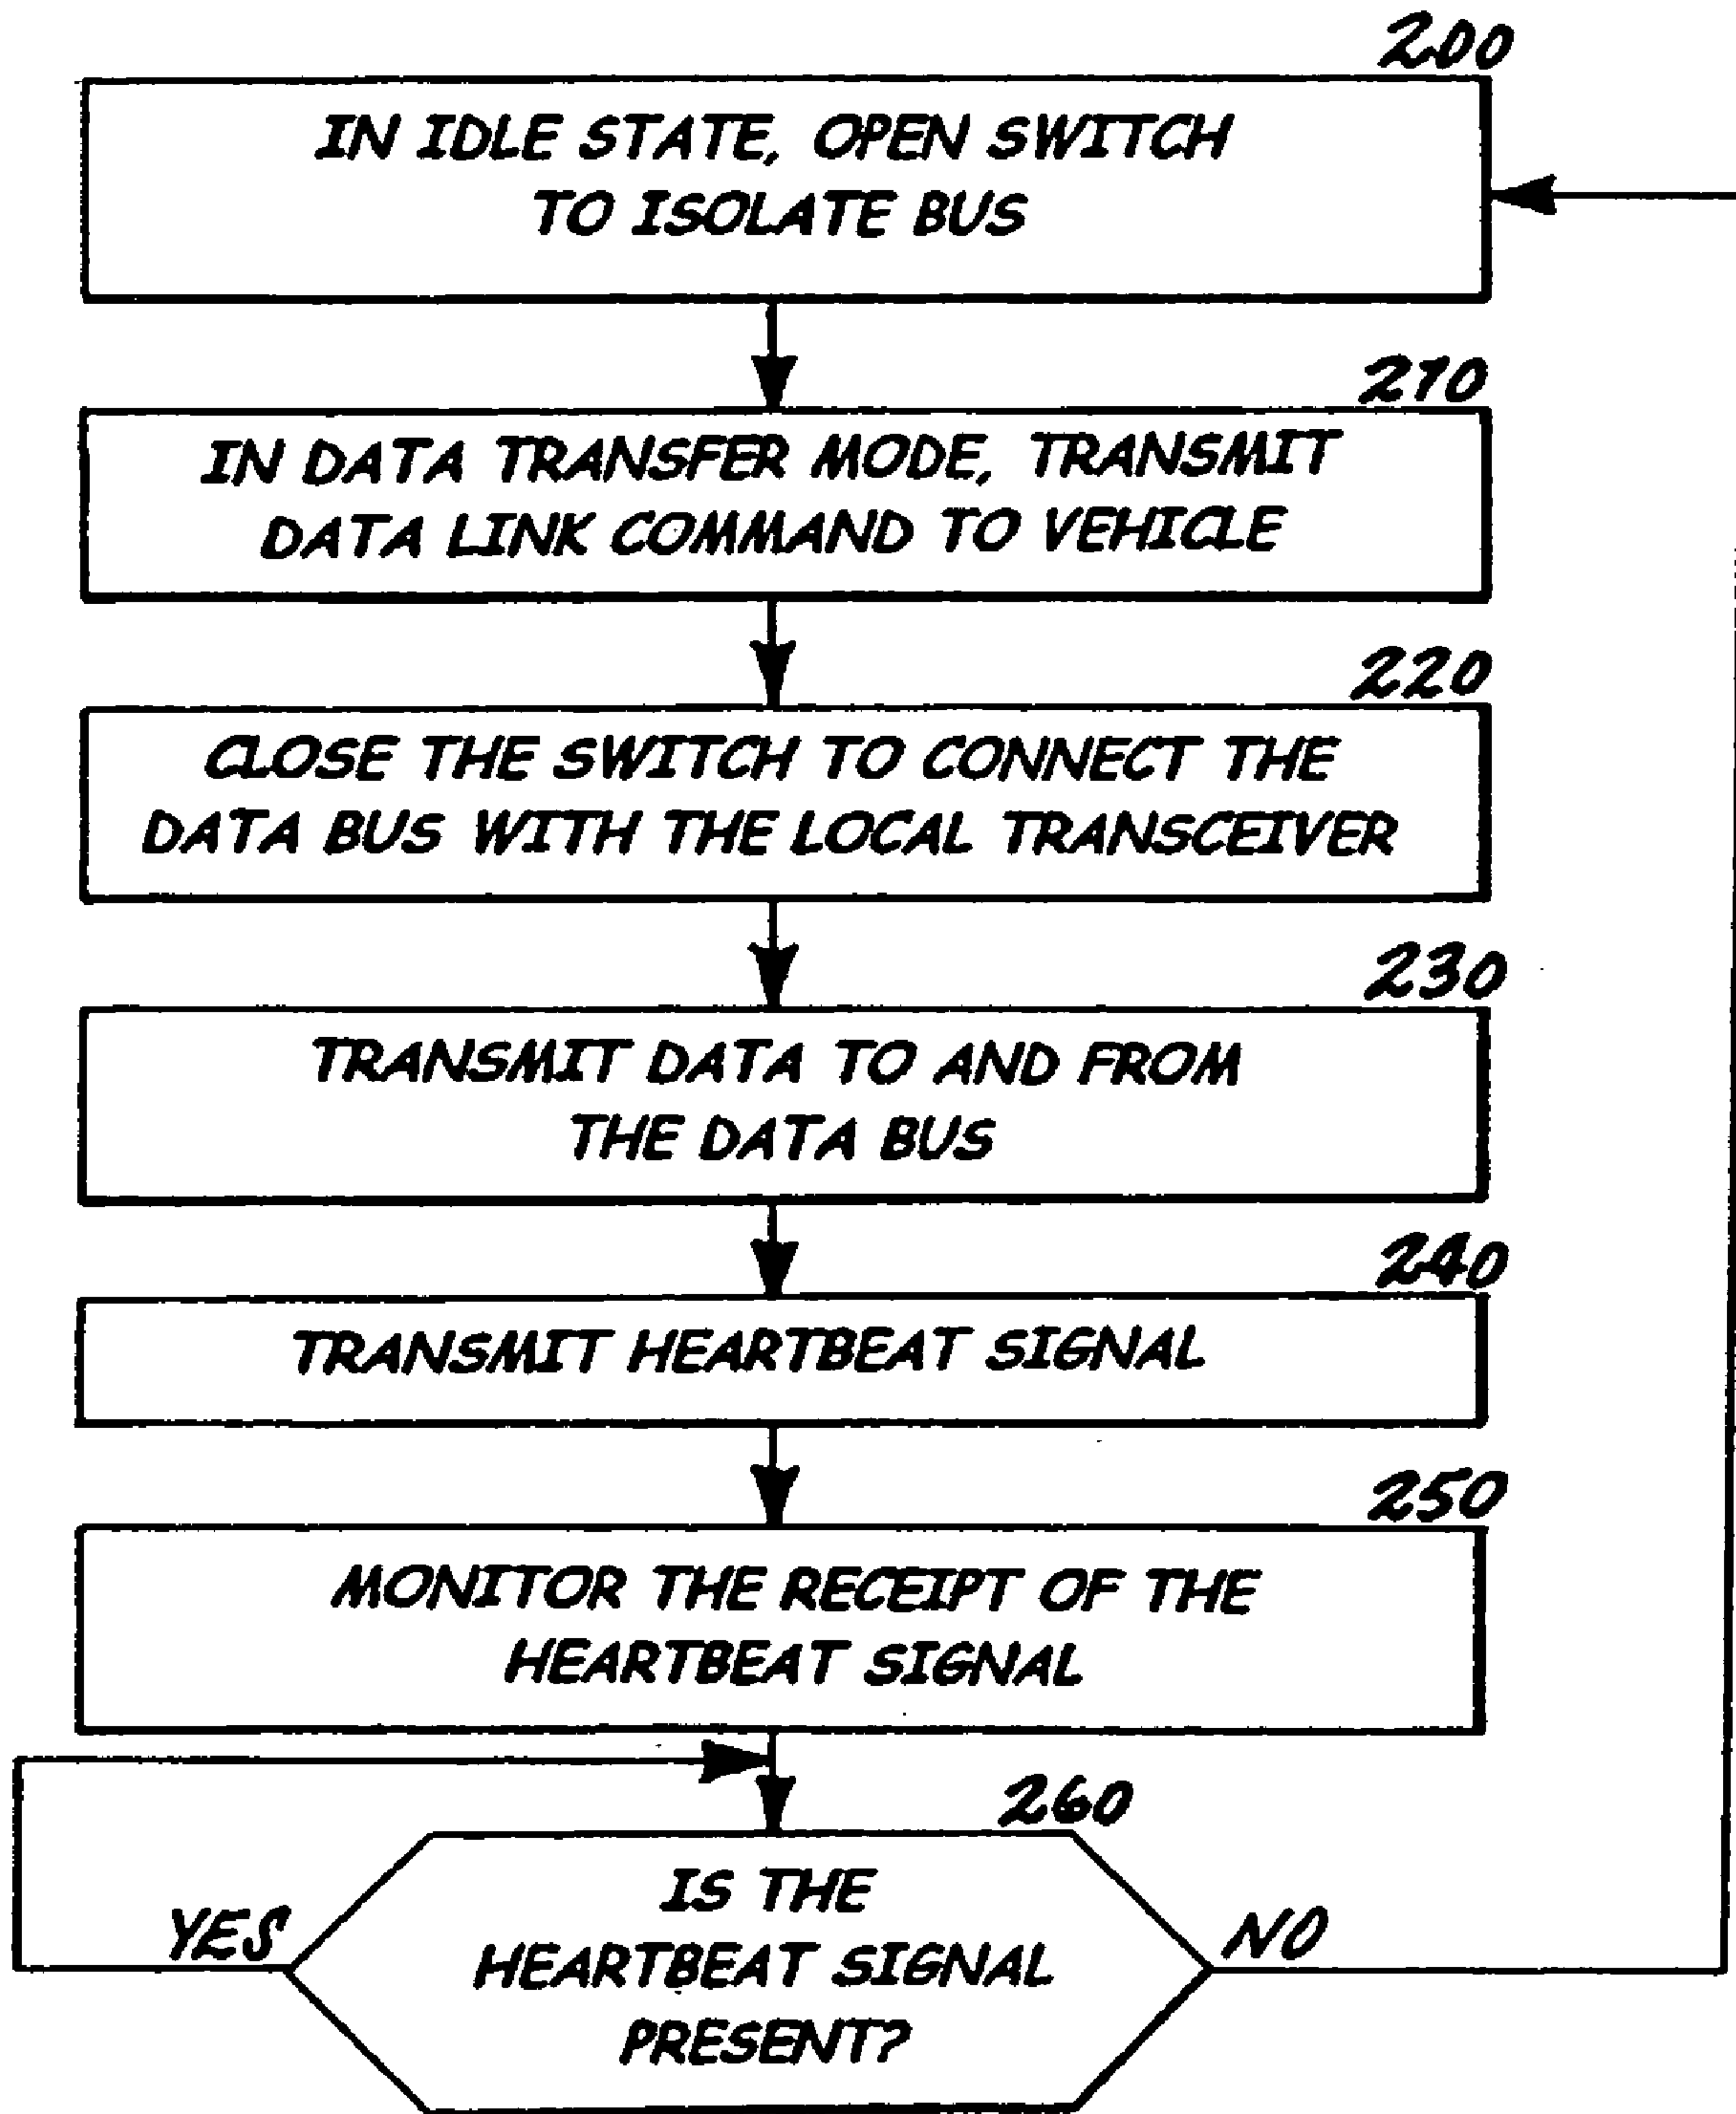 200
IN IDLE STATE, OPEN SWITCH
TO ISOLATE BUS
210
IN DATA TRANSFER MODE, TRANSMIT
DATA LINK COMMAND TO VEHICLE
220
CLOSE THE SWITCH TO CONNECT THE
DATA BUS WITH THE LOCAL TRANSCEIVER
230
TRANSMIT DATA TO AND FROM
THE DATA BUS
240
TRANSMIT HEARTBEAT SIGNAL
250
MONITOR THE RECEIPT OF THE
HEARTBEAT SIGNAL
260
IS THE
HEARTBEAT SIGNAL
PRESENT?
YES
NO